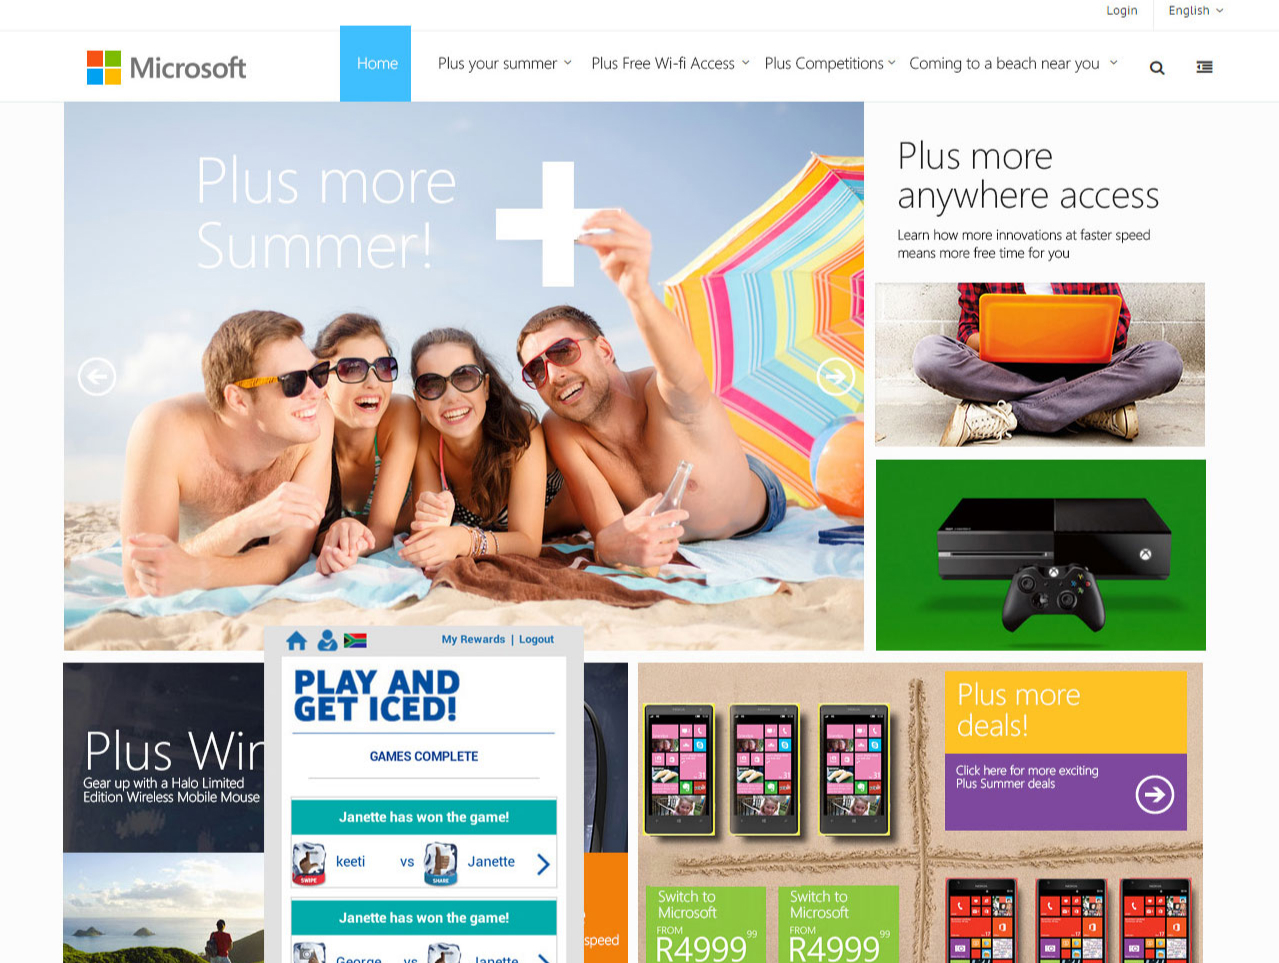 Login
English
Microsoft
Home
Plus your summer
Plus Free Wi-fi Access
Plus Competitions
Coming to a beach near you
Plus more
Summer!
Plus more
anywhere access
Learn how more innovations at faster speed
means more free time for you
My Rewards | Logout
PLAY AND
GET ICED!
GAMES COMPLETE
Janette has won the game!
keeti vs Janette
SWIPE
SHARE
Janette has won the game!
George vs Janette
Plus Wir
Gear up with a Halo Limited
Edition Wireless Mobile Mouse
speed
Plus more
deals!
Click here for more exciting
Plus Summer deals
Switch to
Microsoft
FROM
R4999 99
Switch to
Microsoft
FROM
R4999 99